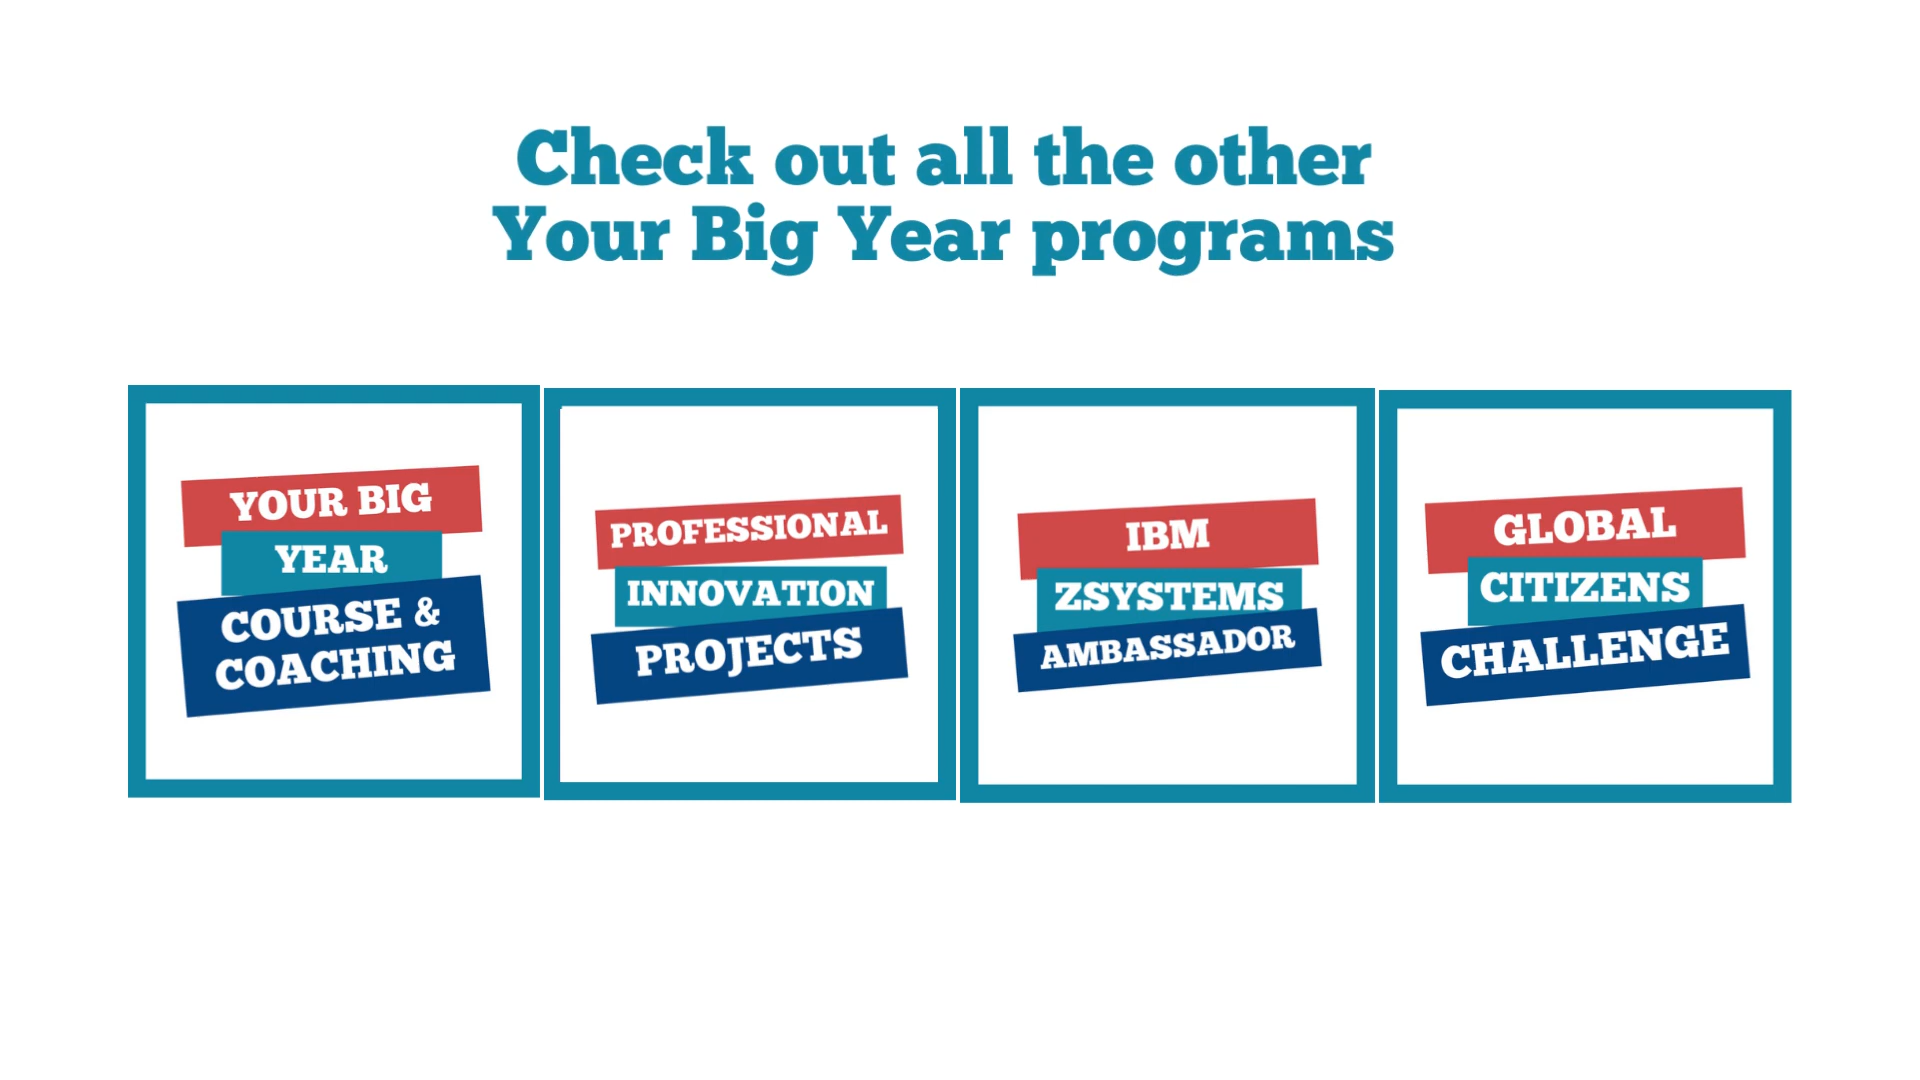 Check out all the other
Your Big Year programs
YOUR BIG
YEAR
COURSE &
COACHING
PROFESSIONAL
INNOVATION
PROJECTS
IBM
ZSYSTEMS
AMBASSADOR
GLOBAL
CITIZENS
CHALLENGE